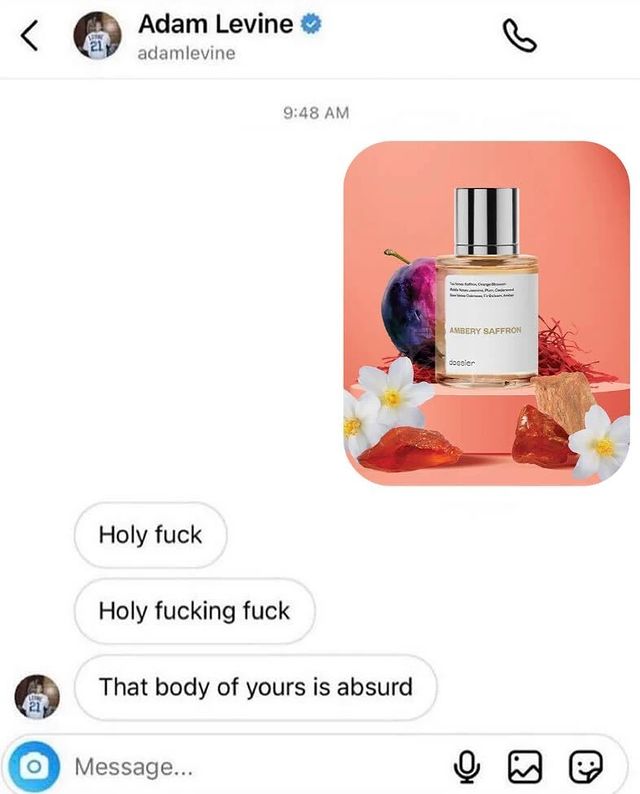 Adam Levine
adamlevine
9:48 AM
AMBERY SAFFRON
dossier
Holy fuck
Holy fucking fuck
That body of yours is absurd
Message...